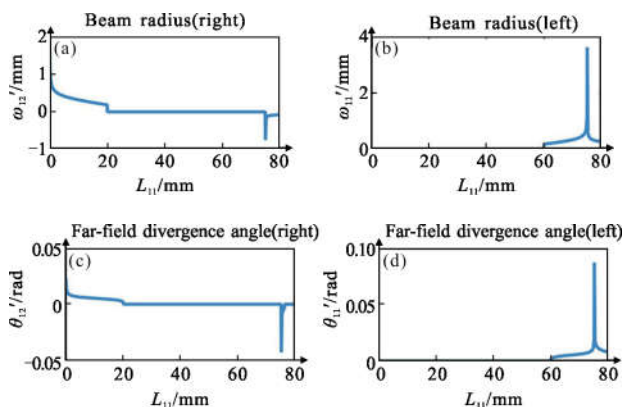 Beam radius(right)
(a)
ω₁₂′/mm
2
1
0
−1
0
20
40
60
80
L₁₁/mm
Beam radius(left)
(b)
ω₁₁′/mm
4
2
0
0
20
40
60
80
L₁₁/mm
Far-field divergence angle(right)
(c)
θ₁₂′/rad
0.05
0
−0.05
0
20
40
60
80
L₁₁/mm
Far-field divergence angle(left)
(d)
θ₁₁′/rad
0.10
0.05
0
0
20
40
60
80
L₁₁/mm